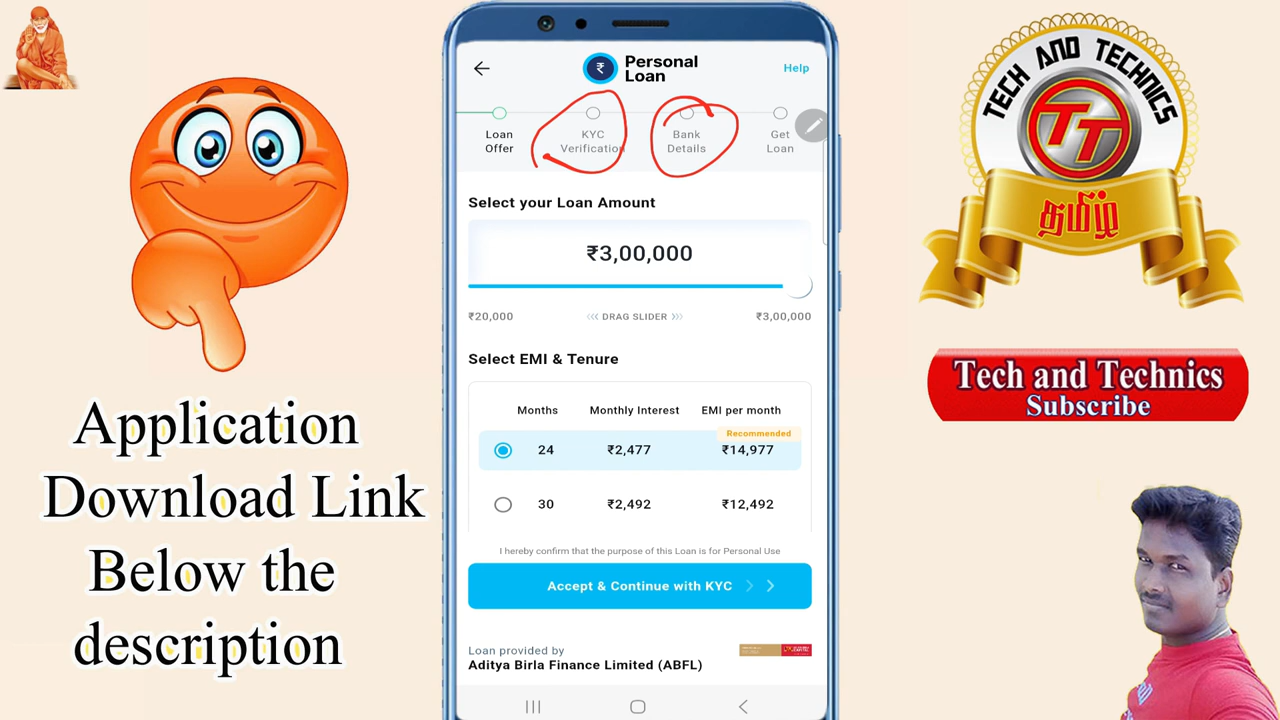 Personal
Loan
Help
Loan
Offer
KYC
Verification
Bank
Details
Get
Loan
Select your Loan Amount
₹3,00,000
₹20,000
DRAG SLIDER
₹3,00,000
Select EMI & Tenure
Months Monthly Interest EMI per month
Recommended
24 ₹2,477 ₹14,977
30 ₹2,492 ₹12,492
I hereby confirm that the purpose of this Loan is for Personal Use
Accept & Continue with KYC
Loan provided by
Aditya Birla Finance Limited (ABFL)
Application
Download Link
Below the
description
TECH AND TECHNICS
TT
தமிழ்
Tech and Technics
Subscribe